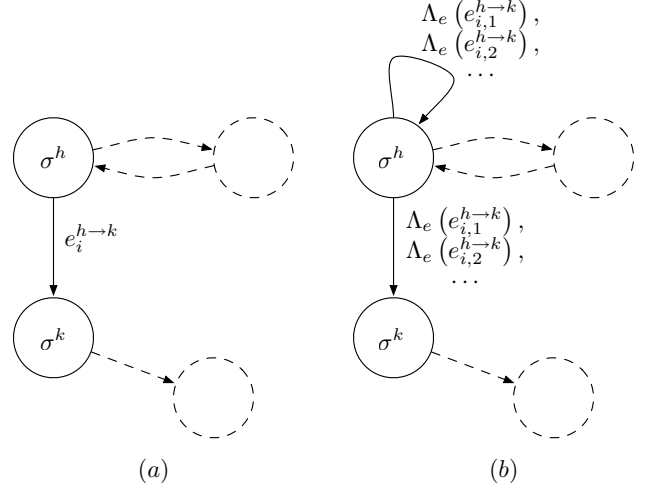 Λ_e (e_{i,1}^{h→k}),
Λ_e (e_{i,2}^{h→k}),
...
σ^h
σ^h
e_i^{h→k}
Λ_e (e_{i,1}^{h→k}),
Λ_e (e_{i,2}^{h→k}),
...
σ^k
σ^k
(a)
(b)